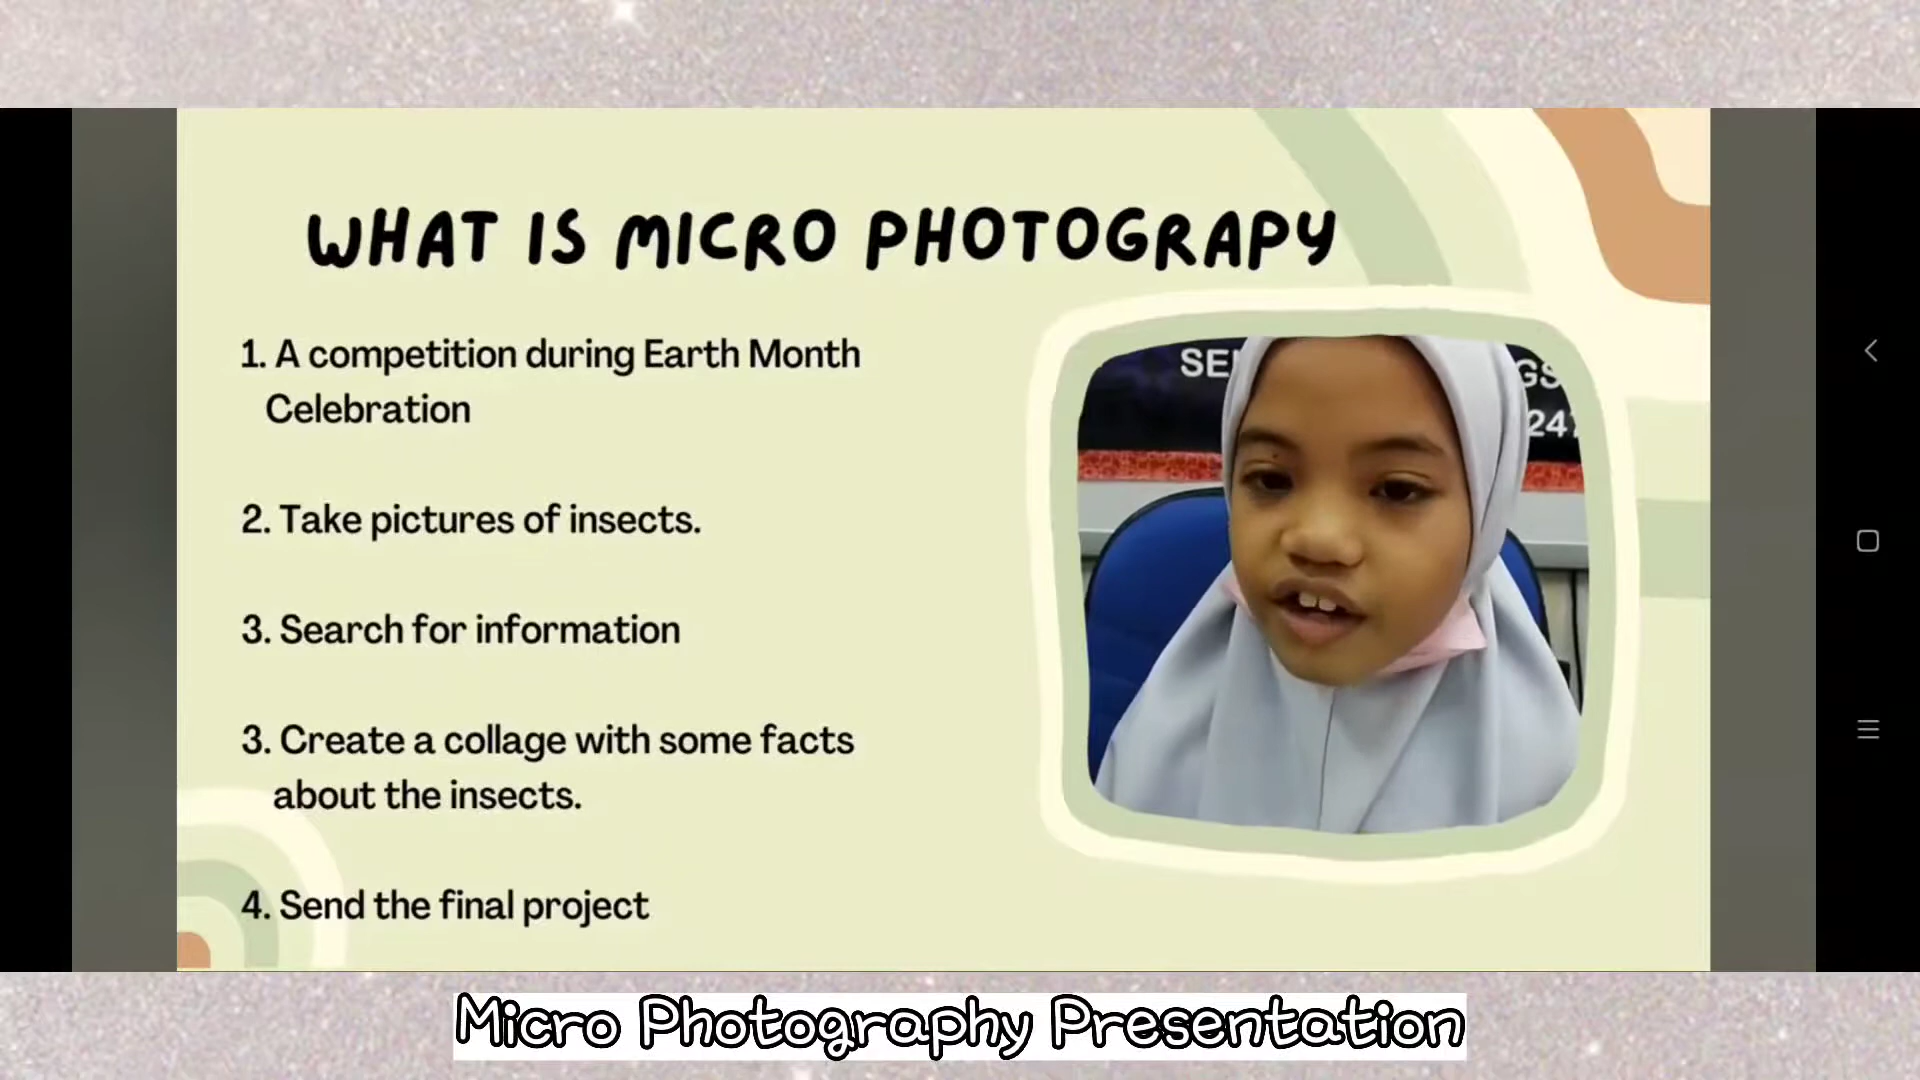 WHAT IS MICRO PHOTOGRAPY
1. A competition during Earth Month
Celebration
2. Take pictures of insects.
3. Search for information
3. Create a collage with some facts
about the insects.
4. Send the final project
Micro Photography Presentation